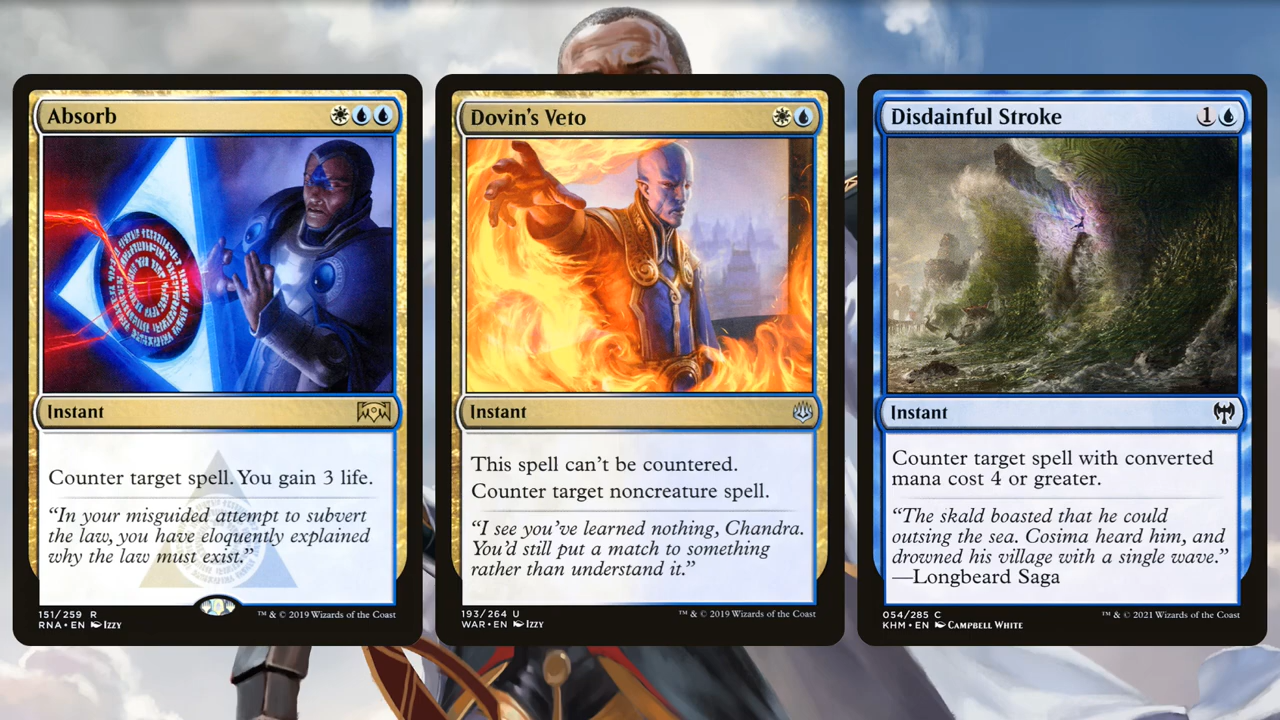 Absorb
Instant
Counter target spell. You gain 3 life.
“In your misguided attempt to subvert
the law, you have eloquently explained
why the law must exist.”
151/259 R
RNA • EN Izzy
™ & © 2019 Wizards of the Coast
Dovin’s Veto
Instant
This spell can’t be countered.
Counter target noncreature spell.
“I see you’ve learned nothing, Chandra.
You’d still put a match to something
rather than understand it.”
193/264 U
WAR • EN Izzy
™ & © 2019 Wizards of the Coast
Disdainful Stroke
1
Instant
Counter target spell with converted
mana cost 4 or greater.
“The skald boasted that he could
outsing the sea. Cosima heard him, and
drowned his village with a single wave.”
—Longbeard Saga
054/285 C
KHM • EN Campbell White
™ & © 2021 Wizards of the Coast